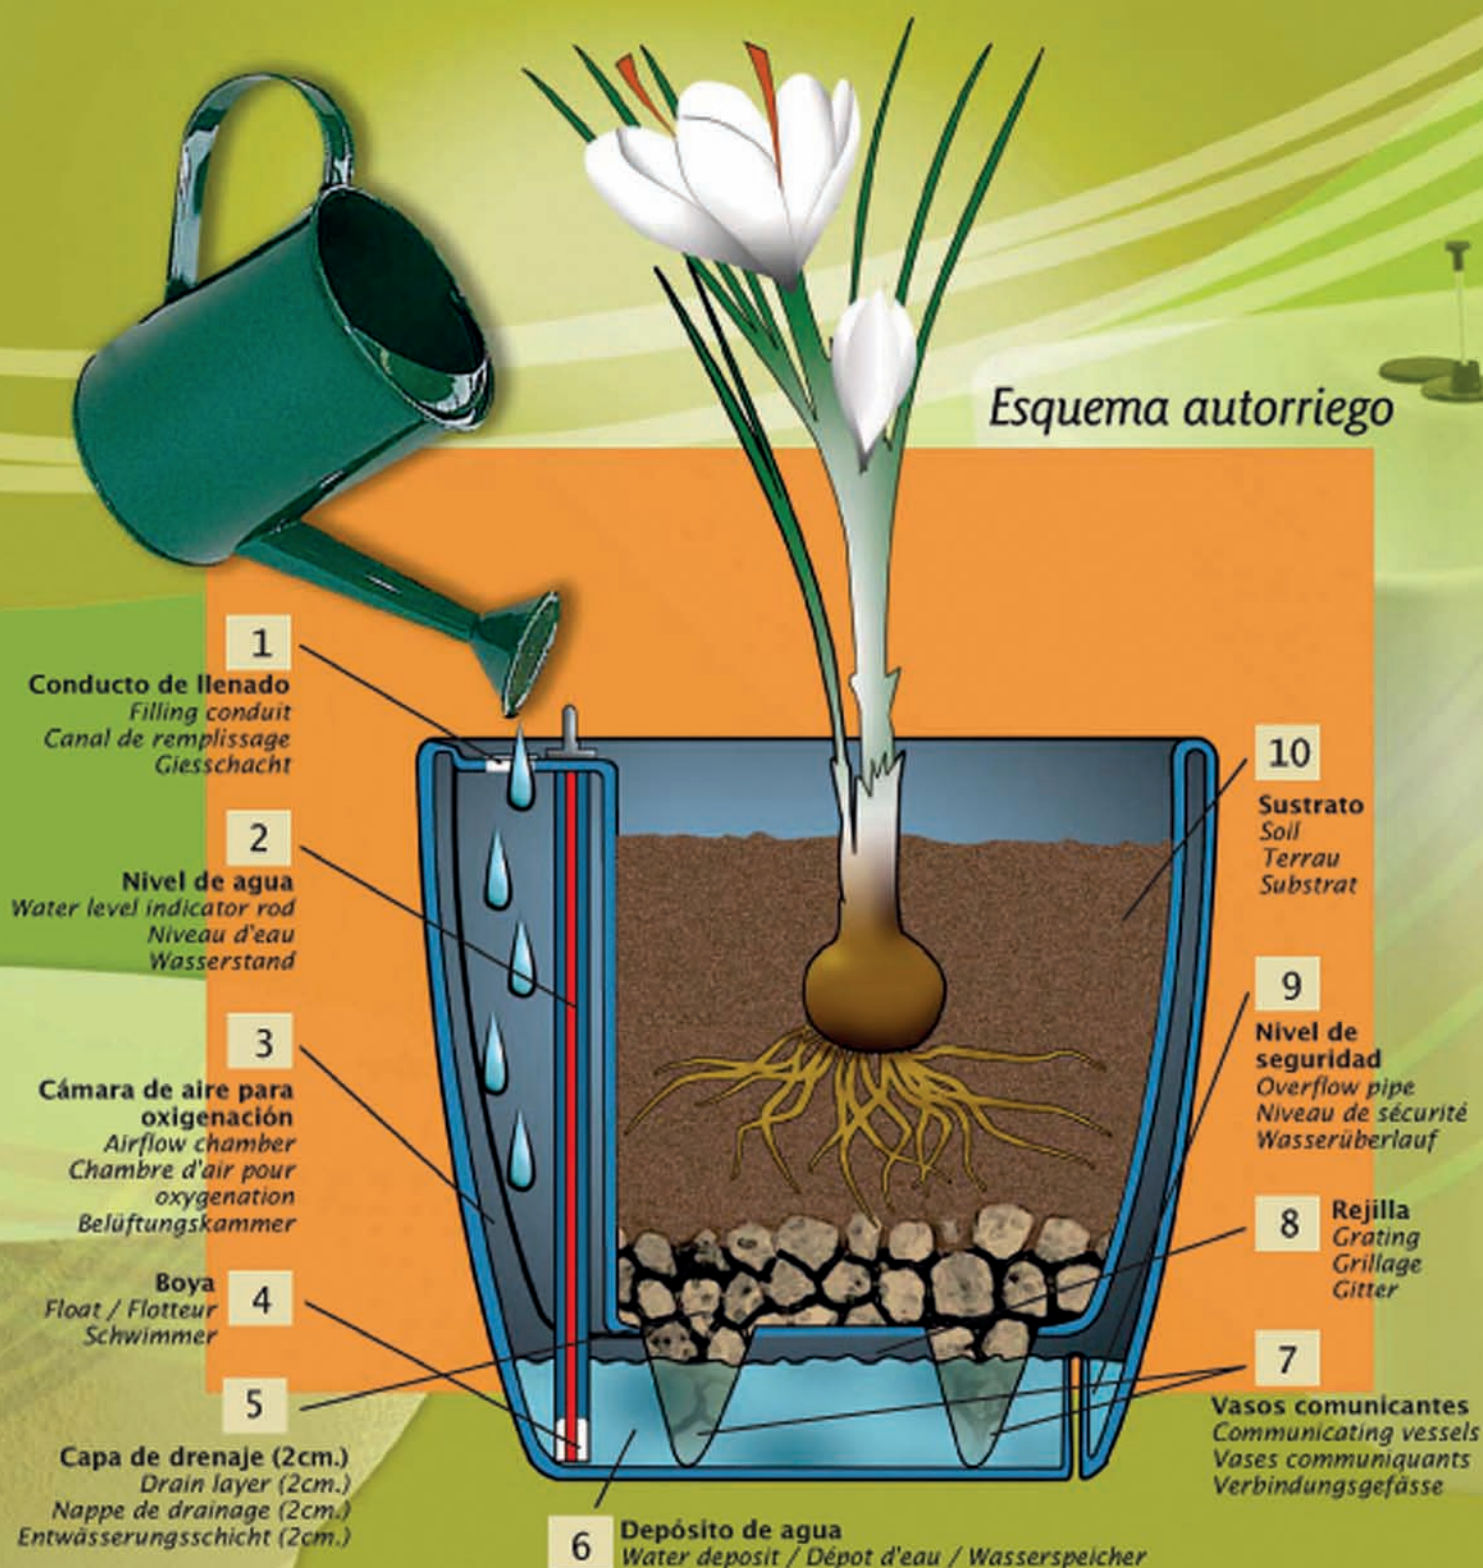 Esquema autorriego
1
Conducto de llenado
Filling conduit
Canal de remplissage
Giesschacht
2
Nivel de agua
Water level indicator rod
Niveau d'eau
Wasserstand
3
Cámara de aire para
oxigenación
Airflow chamber
Chambre d'air pour
oxygenation
Belüftungskammer
4
Boya
Float / Flotteur
Schwimmer
5
Capa de drenaje (2cm.)
Drain layer (2cm.)
Nappe de drainage (2cm.)
Entwässerungsschicht (2cm.)
6
Depósito de agua
Water deposit / Dépot d'eau / Wasserspeicher
10
Sustrato
Soil
Terrau
Substrat
9
Nivel de
seguridad
Overflow pipe
Niveau de sécurité
Wasserüberlauf
8
Rejilla
Grating
Grillage
Gitter
7
Vasos comunicantes
Communicating vessels
Vases communiquants
Verbindungsgefässe